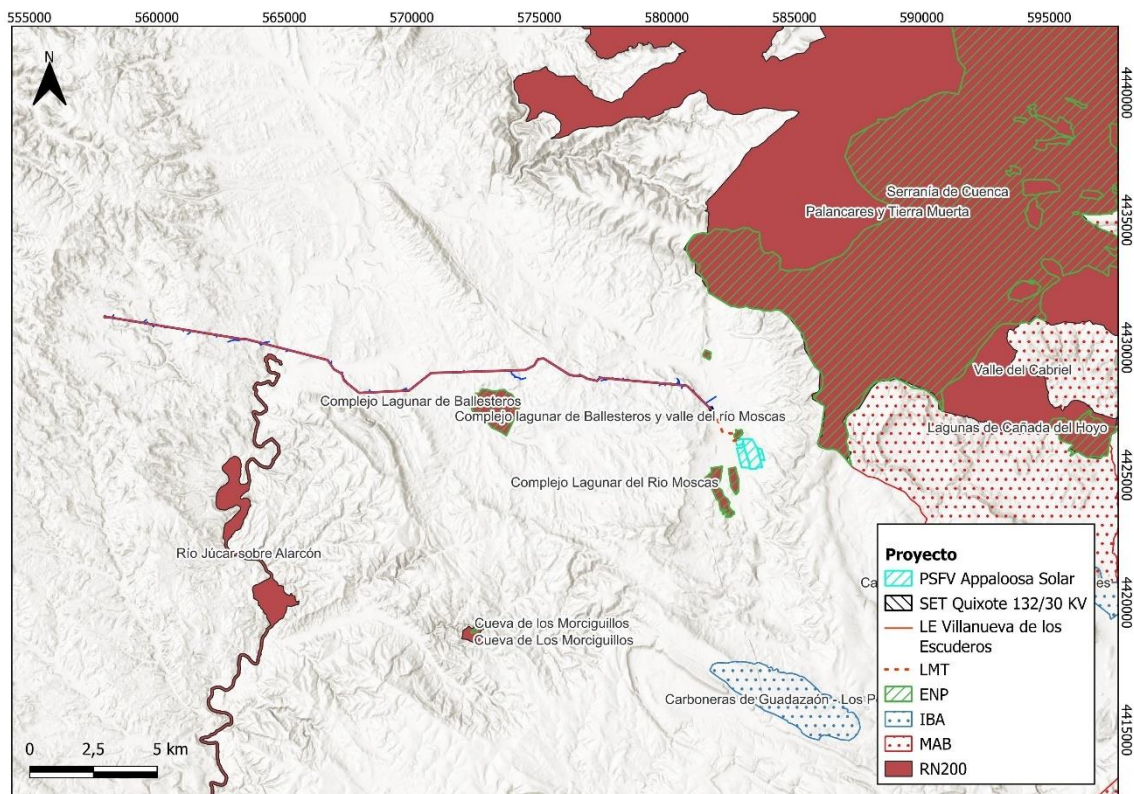 555000 560000 565000 570000 575000 580000 585000 590000 595000
N
4440000
4435000
4430000
4425000
4420000
4415000
Serranía de Cuenca
Palancares y Tierra Muerta
Valle del Cabriel
Complejo Lagunar de Ballesteros
Complejo lagunar de Ballesteros y valle del río Moscas
Lagunas de Cañada del Hoyo
Complejo Lagunar del Rio Moscas
Río Júcar sobre Alarcón
Cueva de los Morciguillos
Cueva de Los Morciguillos
Carboneras de Guadazaón - Los
0 2,5 5 km
Proyecto
PSFV Appaloosa Solar
SET Quixote 132/30 KV
LE Villanueva de los
Escuderos
LMT
ENP
IBA
MAB
RN200